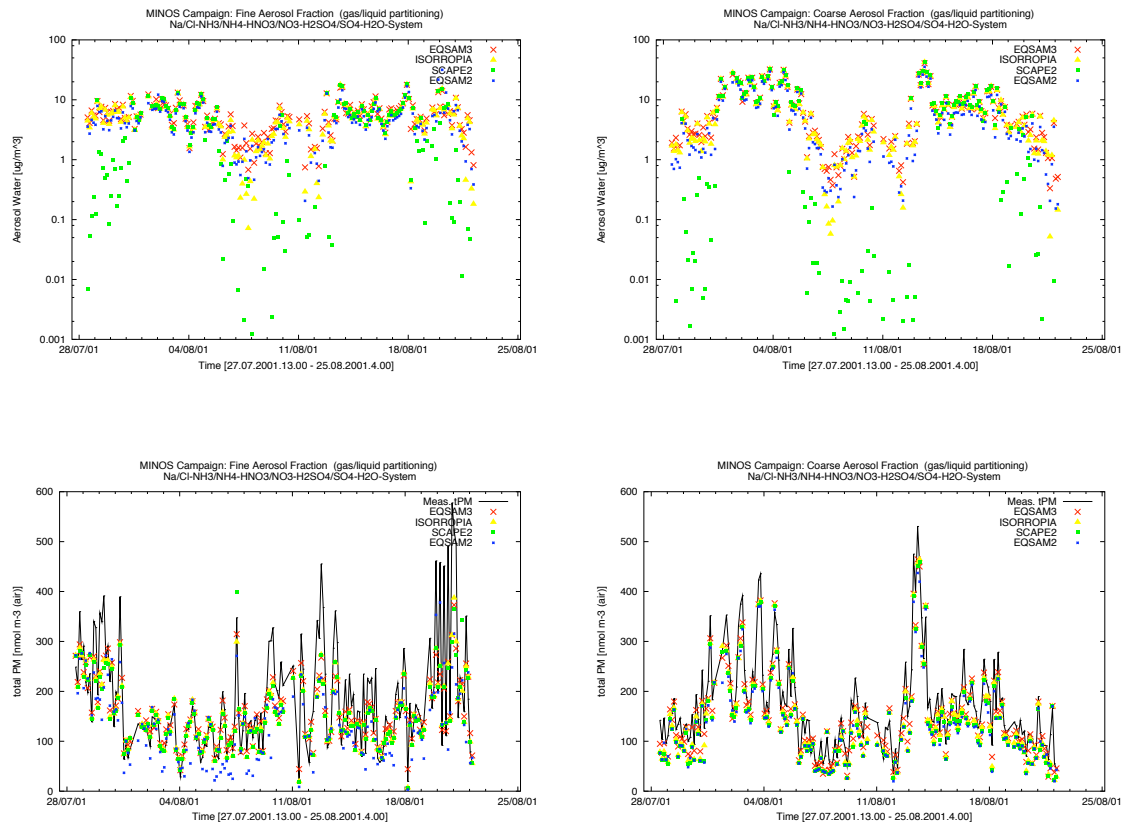 MINOS Campaign: Fine Aerosol Fraction (gas/liquid partitioning)
Na/Cl-NH3/NH4-HNO3/NO3-H2SO4/SO4-H2O-System
100
10
1
0.1
0.01
0.001
Aerosol Water [ug/m^3]
EQSAM3
ISORROPIA
SCAPE2
EQSAM2
28/07/01 04/08/01 11/08/01 18/08/01 25/08/01
Time [27.07.2001.13.00 - 25.08.2001.4.00]
MINOS Campaign: Coarse Aerosol Fraction (gas/liquid partitioning)
Na/Cl-NH3/NH4-HNO3/NO3-H2SO4/SO4-H2O-System
100
10
1
0.1
0.01
0.001
Aerosol Water [ug/m^3]
EQSAM3
ISORROPIA
SCAPE2
EQSAM2
28/07/01 04/08/01 11/08/01 18/08/01 25/08/01
Time [27.07.2001.13.00 - 25.08.2001.4.00]
MINOS Campaign: Fine Aerosol Fraction (gas/liquid partitioning)
Na/Cl-NH3/NH4-HNO3/NO3-H2SO4/SO4-H2O-System
600
500
400
300
200
100
0
total PM [nmol m-3 (air)]
Meas. tPM
EQSAM3
ISORROPIA
SCAPE2
EQSAM2
28/07/01 04/08/01 11/08/01 18/08/01 25/08/01
Time [27.07.2001.13.00 - 25.08.2001.4.00]
MINOS Campaign: Coarse Aerosol Fraction (gas/liquid partitioning)
Na/Cl-NH3/NH4-HNO3/NO3-H2SO4/SO4-H2O-System
600
500
400
300
200
100
0
total PM [nmol m-3 (air)]
Meas. tPM
EQSAM3
ISORROPIA
SCAPE2
EQSAM2
28/07/01 04/08/01 11/08/01 18/08/01 25/08/01
Time [27.07.2001.13.00 - 25.08.2001.4.00]